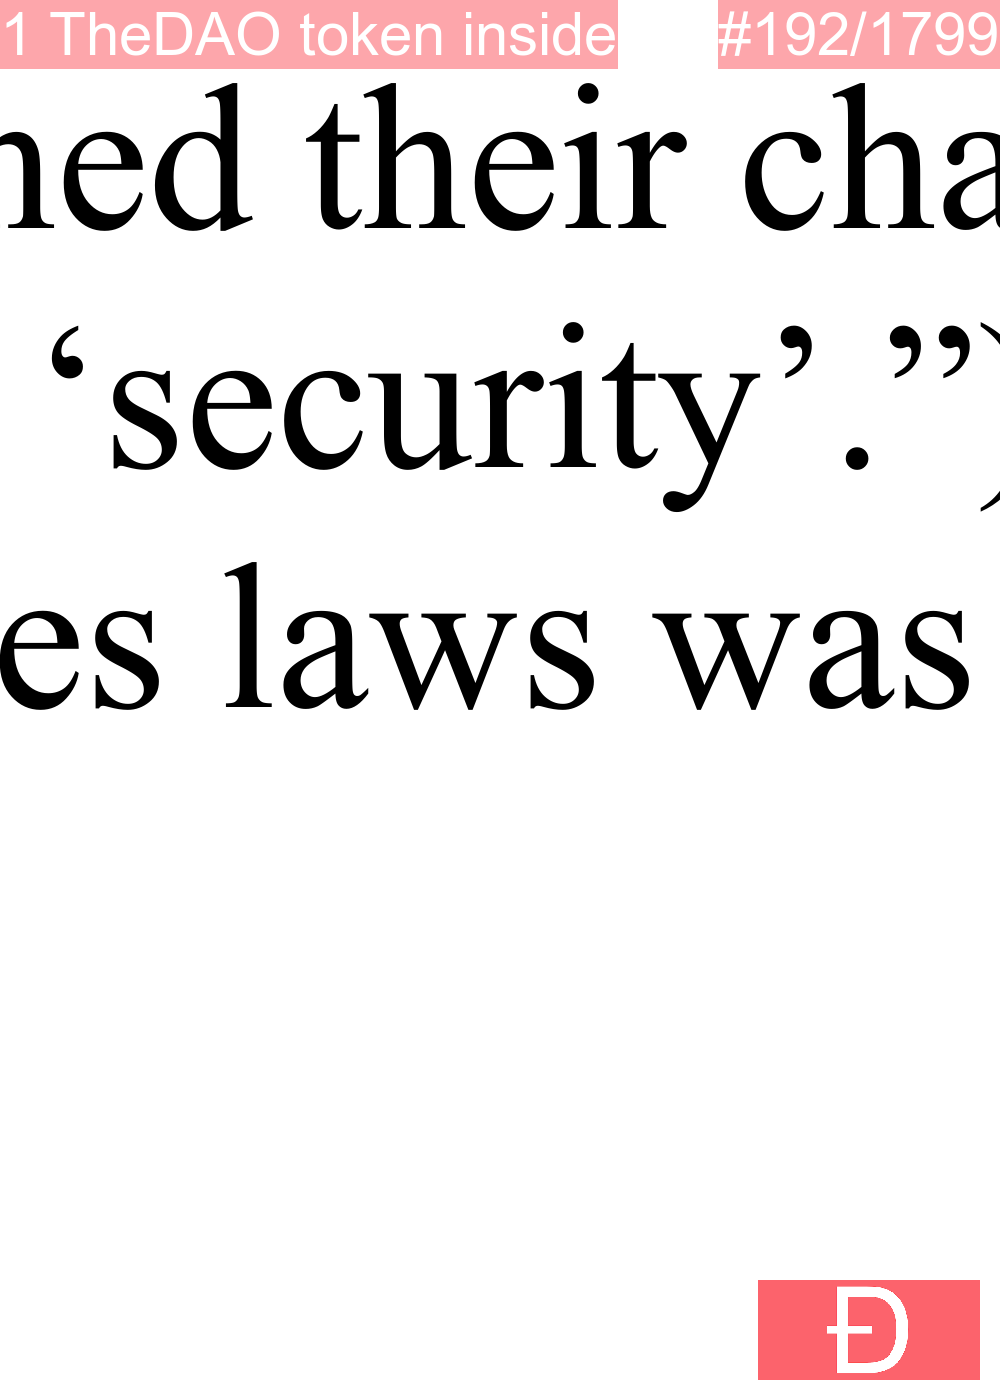 1 TheDAO token inside #192/1799
ned their cha
‘security’.”)
es laws was
Đ